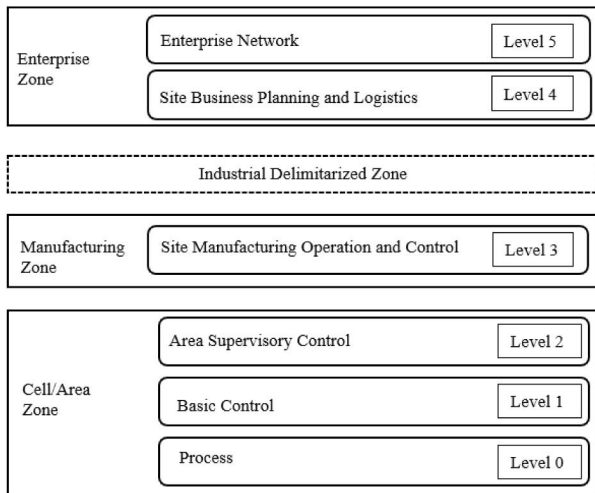 Enterprise
Zone
Enterprise Network
Level 5
Site Business Planning and Logistics
Level 4
Industrial Delimitarized Zone
Manufacturing
Zone
Site Manufacturing Operation and Control
Level 3
Cell/Area
Zone
Area Supervisory Control
Level 2
Basic Control
Level 1
Process
Level 0